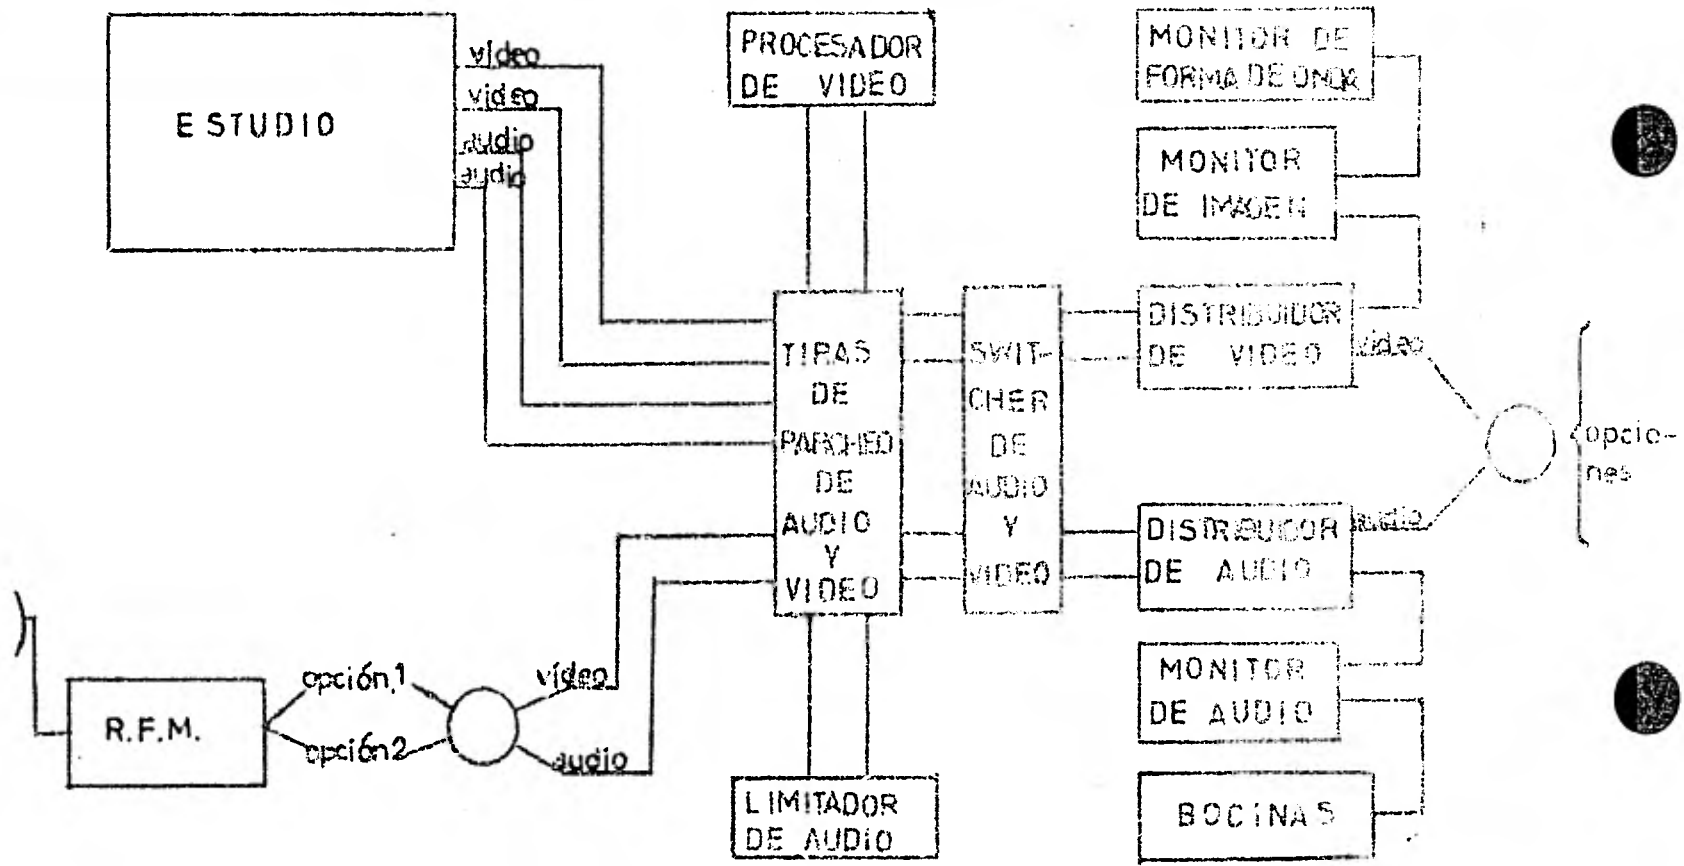 ESTUDIO
vídeo
video
audio
audio
PROCESADOR
DE VIDEO
MONITOR DE
FORMA DE ONDA
MONITOR
DE IMAGEN
TIRAS
DE
PARCHEO
DE
AUDIO
Y
VIDEO
SWIT-
CHER
DE
AUDIO
Y
VIDEO
DISTRIBUIDOR
DE VIDEO
video
opcio-
nes
DISTRIBUIDOR
DE AUDIO
audio
R.F.M.
opción 1
opción 2
vídeo
audio
LIMITADOR
DE AUDIO
MONITOR
DE AUDIO
BOCINAS